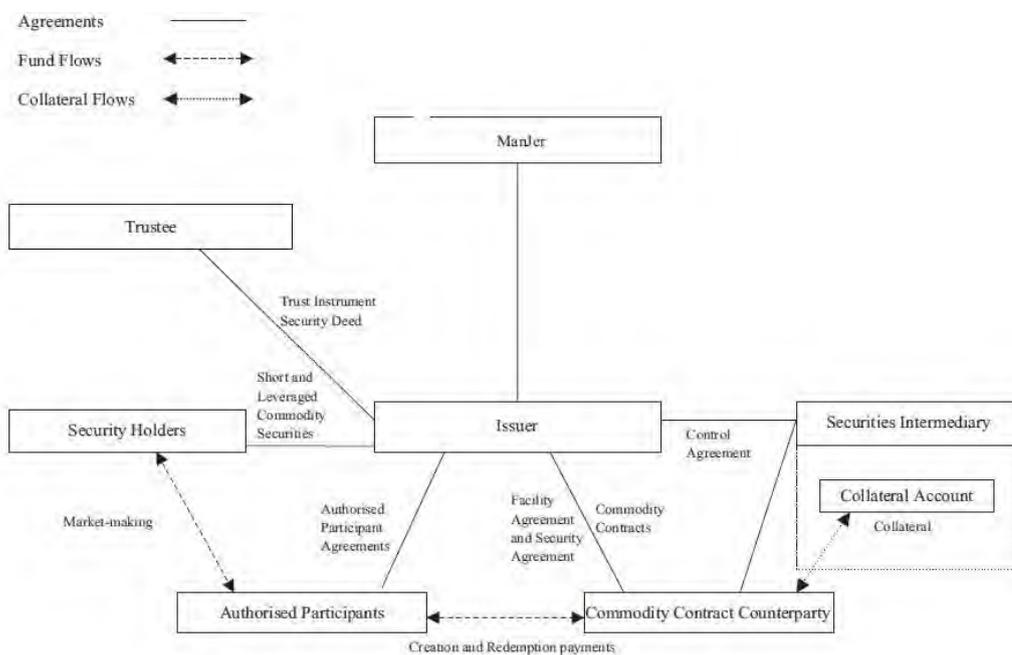 Agreements
Fund Flows
Collateral Flows
ManJer
Trustee
Trust Instrument
Security Deed
Short and
Leveraged
Commodity
Securities
Security Holders
Issuer
Securities Intermediary
Control
Agreement
Collateral Account
Collateral
Market-making
Authorised
Participant
Agreements
Facility
Agreement
and Security
Agreement
Commodity
Contracts
Authorised Participants
Commodity Contract Counterparty
Creation and Redemption payments